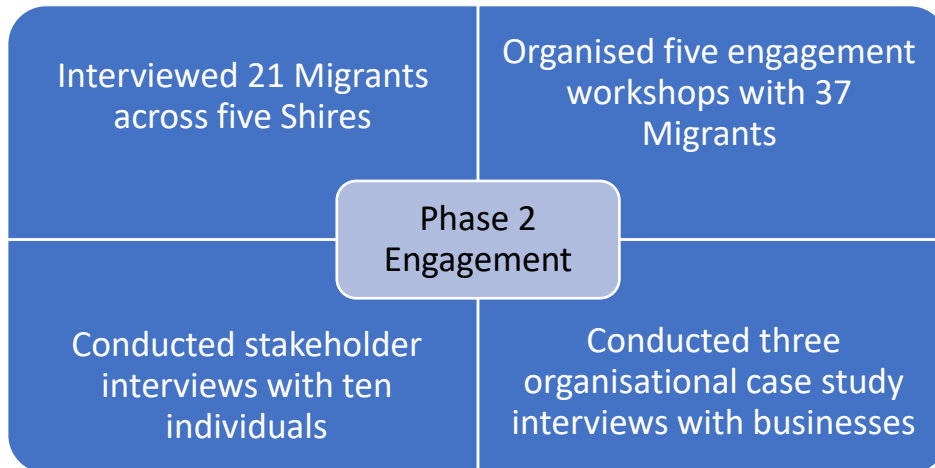 Interviewed 21 Migrants
across five Shires
Organised five engagement
workshops with 37
Migrants
Phase 2
Engagement
Conducted stakeholder
interviews with ten
individuals
Conducted three
organisational case study
interviews with businesses